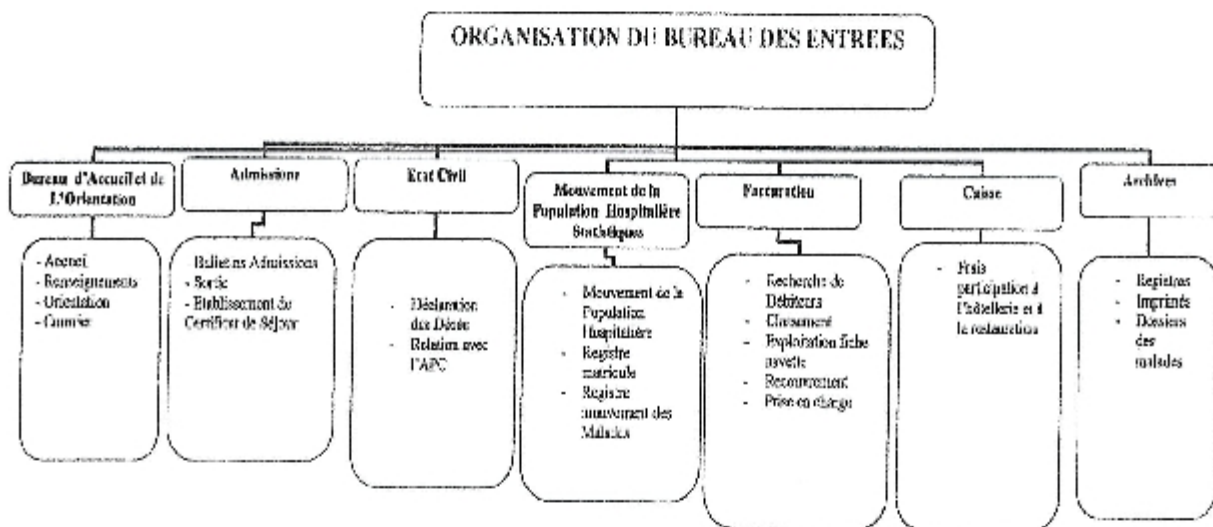 ORGANISATION DU BUREAU DES ENTREES
Bureau d'Accueil et de
L'Orientation
- Accueil
- Renseignements
- Orientation
- Courrier
Admissions
- Bulletins Admissions
- Sortie
- Etablissement du
Certificat de Séjour
Etat Civil
- Déclaration
des Décès
- Relation avec
l'APC
Mouvement de la
Population Hospitalière
Statistiques
- Mouvement de la
Population
Hospitalière
- Registre
matricule
- Registre
mouvement des
Malades
Facturation
- Recherche de
Débiteurs
- Classement
- Exploitation fiche
navette
- Recouvrement
- Prise en charge
Caisse
- Frais
participation à
l'hôtellerie et à
la restauration
Archives
- Registres
- Imprimés
- Dossiers
des
malades